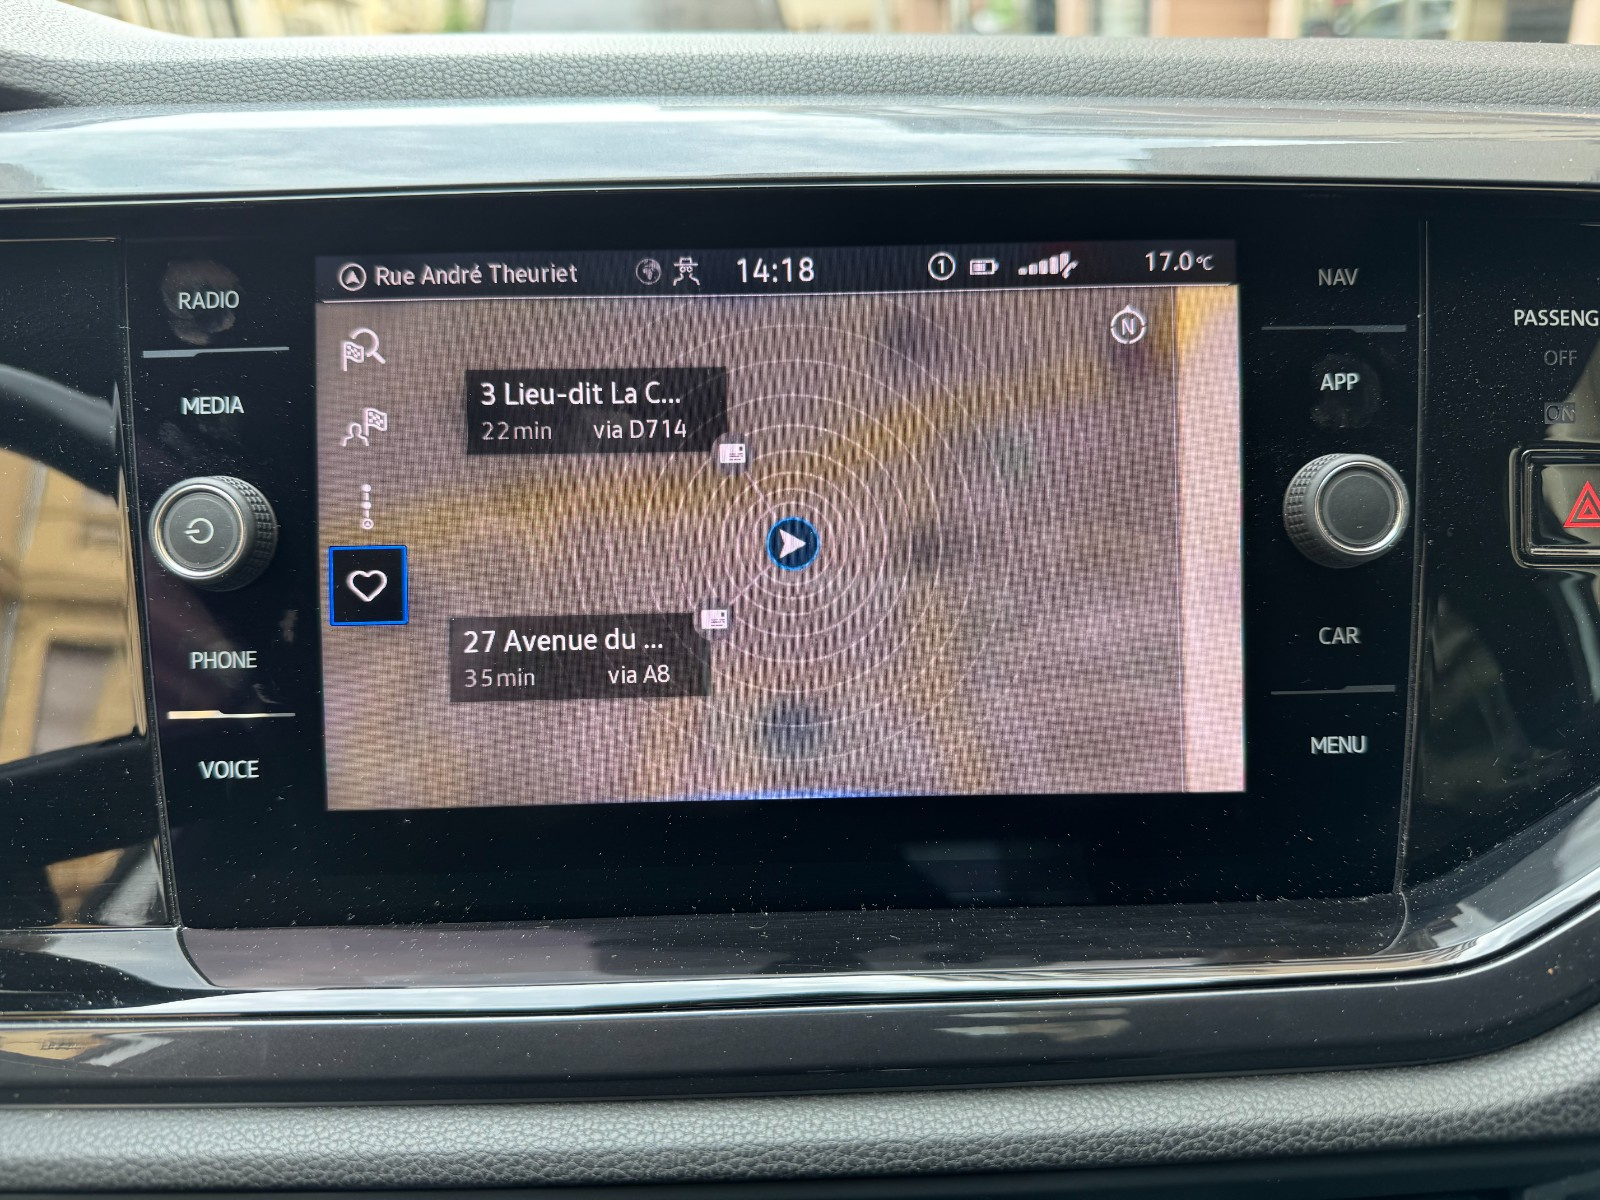 Rue André Theuriet
14:18
1
17.0°C
N
3 Lieu-dit La C...
22min via D714
27 Avenue du ...
35min via A8
RADIO
MEDIA
PHONE
VOICE
NAV
APP
CAR
MENU
PASSENG
OFF
ON